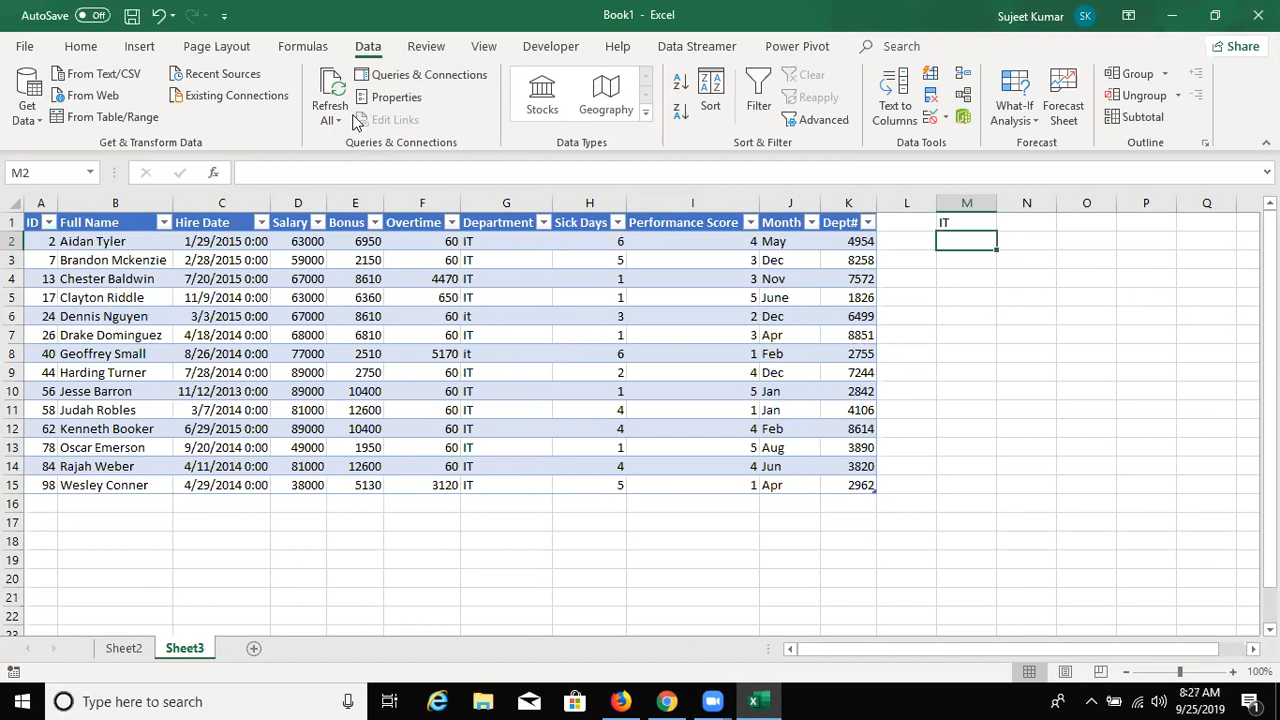 AutoSave Off Book1 - Excel Sujeet Kumar SK
File Home Insert Page Layout Formulas Data Review View Developer Help Data Streamer Power Pivot Search Share
Get Data From Text/CSV From Web From Table/Range Recent Sources Existing Connections
Get & Transform Data
Refresh All Queries & Connections Properties Edit Links
Queries & Connections
Stocks Geography
Data Types
Sort Filter Clear Reapply Advanced
Sort & Filter
Text to Columns
Data Tools
What-If Analysis Forecast Sheet
Forecast
Group Ungroup Subtotal
Outline
M2 fx
A B C D E F G H I J K L M N O P Q
1 ID Full Name Hire Date Salary Bonus Overtime Department Sick Days Performance Score Month Dept# IT
2 2 Aidan Tyler 1/29/2015 0:00 63000 6950 60 IT 6 4 May 4954
3 7 Brandon Mckenzie 2/28/2015 0:00 59000 2150 60 IT 5 3 Dec 8258
4 13 Chester Baldwin 7/20/2015 0:00 67000 8610 4470 IT 1 3 Nov 7572
5 17 Clayton Riddle 11/9/2014 0:00 63000 6360 650 IT 1 5 June 1826
6 24 Dennis Nguyen 3/3/2015 0:00 67000 8610 60 it 3 2 Dec 6499
7 26 Drake Dominguez 4/18/2014 0:00 68000 6810 60 IT 1 3 Apr 8851
8 40 Geoffrey Small 8/26/2014 0:00 77000 2510 5170 it 6 1 Feb 2755
9 44 Harding Turner 7/28/2014 0:00 89000 2750 60 IT 2 4 Dec 7244
10 56 Jesse Barron 11/12/2013 0:00 89000 10400 60 IT 1 5 Jan 2842
11 58 Judah Robles 3/7/2014 0:00 81000 12600 60 IT 4 1 Jan 4106
12 62 Kenneth Booker 6/29/2015 0:00 89000 10400 60 IT 4 4 Feb 8614
13 78 Oscar Emerson 9/20/2014 0:00 49000 1950 60 IT 1 5 Aug 3890
14 84 Rajah Weber 4/11/2014 0:00 81000 12600 60 IT 4 4 Jun 3820
15 98 Wesley Conner 4/29/2014 0:00 38000 5130 3120 IT 5 1 Apr 2962
16
17
18
19
20
21
22
23
Sheet2 Sheet3
100%
Type here to search
8:27 AM
9/25/2019
1